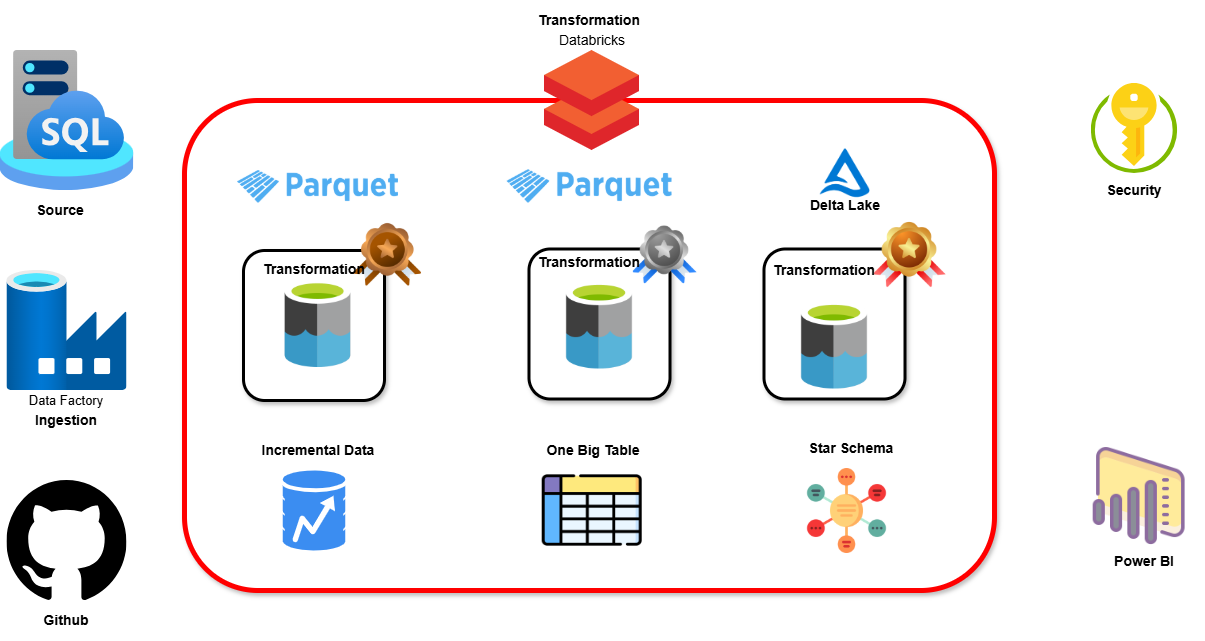 Transformation
Databricks
SQL
Source
Parquet
Parquet
Delta Lake
Security
Transformation
Transformation
Transformation
Data Factory
Ingestion
Incremental Data
One Big Table
Star Schema
Power BI
Github